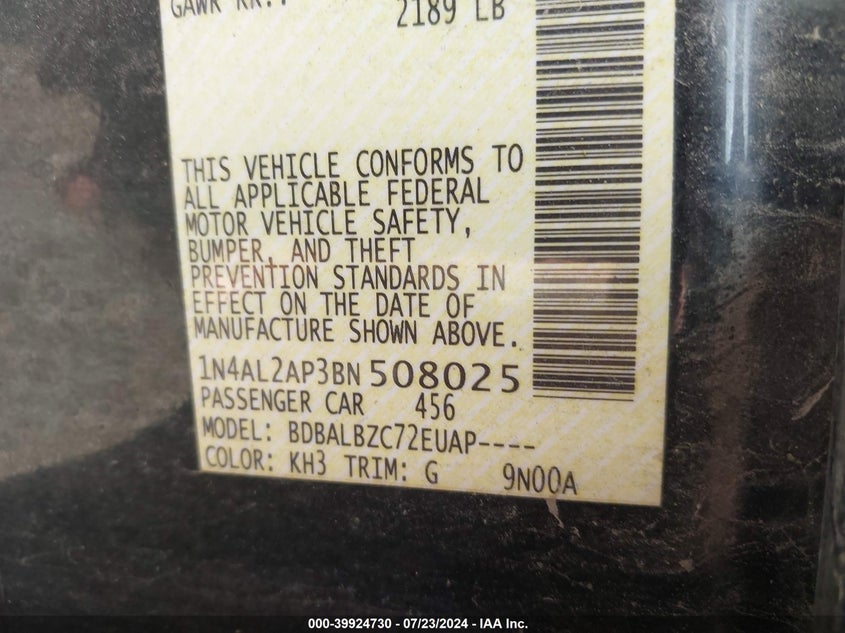 GAWR RR.:
2189 LB
THIS VEHICLE CONFORMS TO
ALL APPLICABLE FEDERAL
MOTOR VEHICLE SAFETY,
BUMPER, AND THEFT
PREVENTION STANDARDS IN
EFFECT ON THE DATE OF
MANUFACTURE SHOWN ABOVE.
1N4AL2AP3BN 508025
PASSENGER CAR 456
MODEL: BDBALBZC72EUAP----
COLOR: KH3 TRIM: G 9N00A
000-39924730 - 07/23/2024 - IAA Inc.